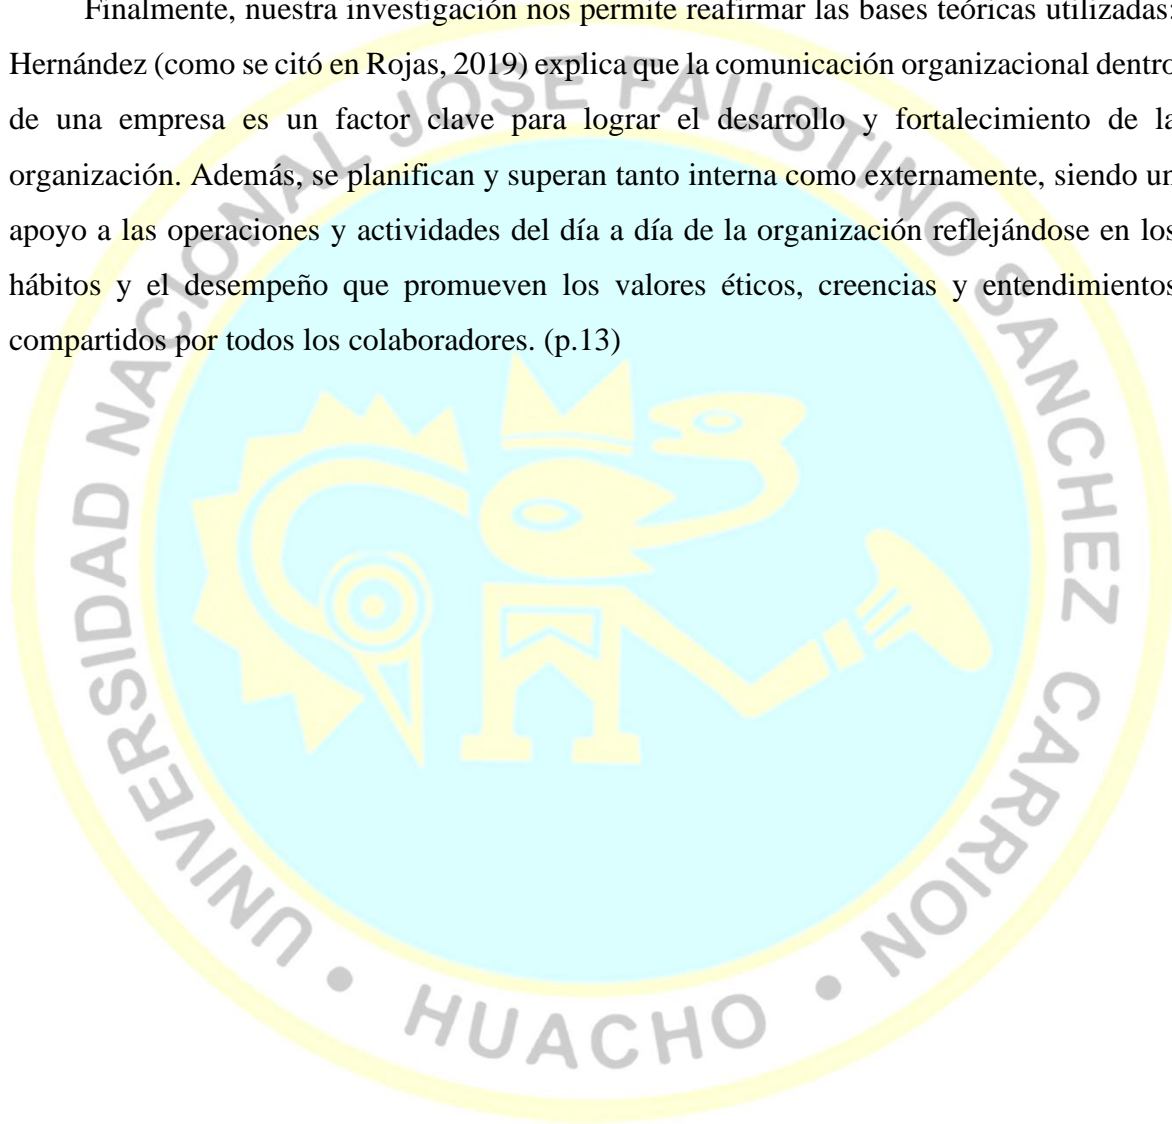 Finalmente, nuestra investigación nos permite reafirmar las bases teóricas utilizadas:
Hernández (como se citó en Rojas, 2019) explica que la comunicación organizacional dentro
de una empresa es un factor clave para lograr el desarrollo y fortalecimiento de la
organización. Además, se planifican y superan tanto interna como externamente, siendo un
apoyo a las operaciones y actividades del día a día de la organización reflejándose en los
hábitos y el desempeño que promueven los valores éticos, creencias y entendimientos
compartidos por todos los colaboradores. (p.13)
UNIVERSIDAD NACIONAL JOSE FAUSTINO SANCHEZ CARRION
• HUACHO •